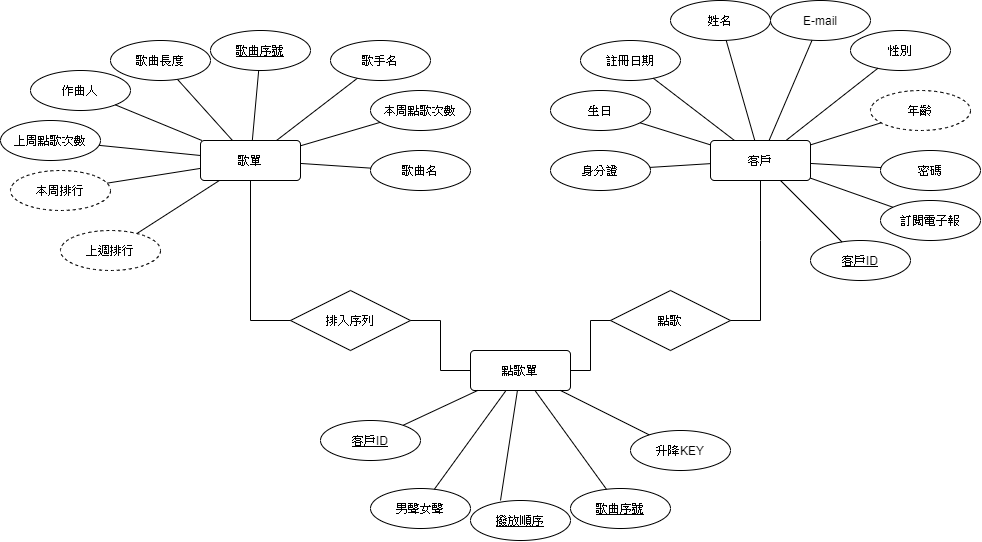 姓名
E-mail
歌曲序號
歌曲長度
歌手名
註冊日期
性別
作曲人
本周點歌次數
生日
年齡
上周點歌次數
歌單
客戶
本周排行
歌曲名
身分證
密碼
上週排行
訂閱電子報
客戶ID
排入序列
點歌
點歌單
客戶ID
升降KEY
男聲女聲
撥放順序
歌曲序號